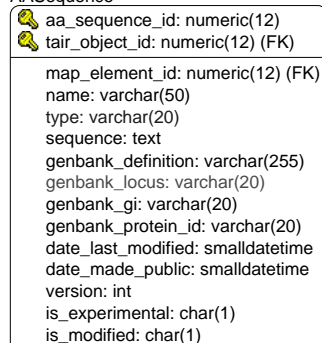 AASequence
aa_sequence_id: numeric(12)
tair_object_id: numeric(12) (FK)
map_element_id: numeric(12) (FK)
name: varchar(50)
type: varchar(20)
sequence: text
genbank_definition: varchar(255)
genbank_locus: varchar(20)
genbank_gi: varchar(20)
genbank_protein_id: varchar(20)
date_last_modified: smalldatetime
date_made_public: smalldatetime
version: int
is_experimental: char(1)
is_modified: char(1)